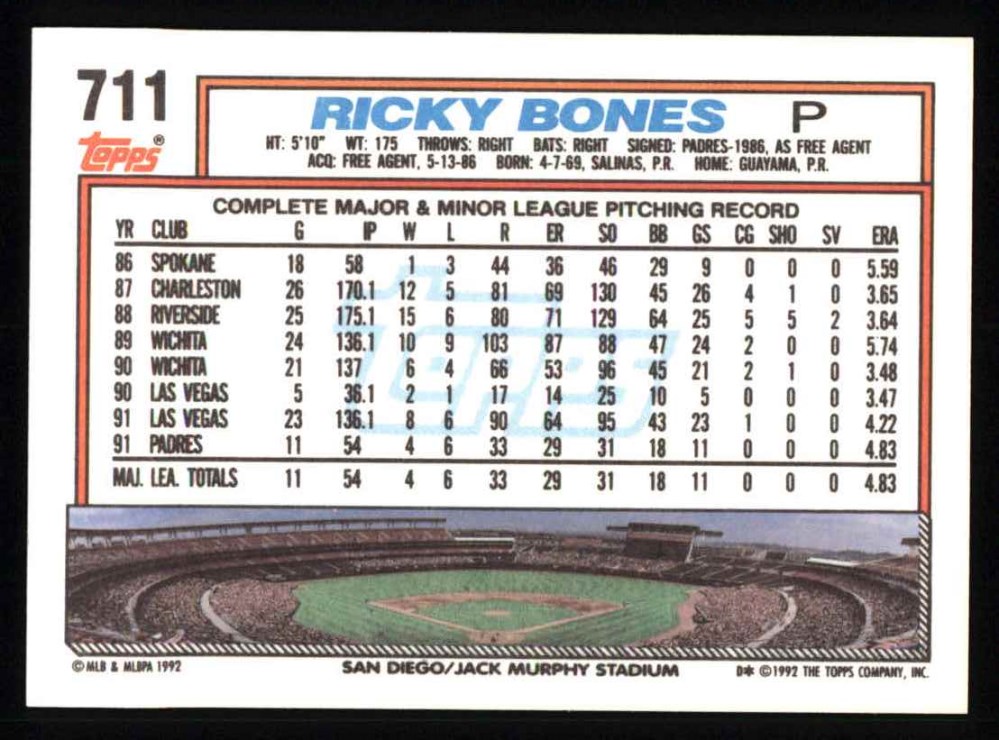 711
Topps®
RICKY BONES P
HT: 5'10" WT: 175 THROWS: RIGHT BATS: RIGHT SIGNED: PADRES-1986, AS FREE AGENT
ACQ: FREE AGENT, 5-13-86 BORN: 4-7-69, SALINAS, P.R. HOME: GUAYAMA, P.R.
COMPLETE MAJOR & MINOR LEAGUE PITCHING RECORD
YR CLUB G IP W L R ER SO BB GS CG SHO SV ERA
86 SPOKANE 18 58 1 3 44 36 46 29 9 0 0 0 5.59
87 CHARLESTON 26 170.1 12 5 81 69 130 45 26 4 1 0 3.65
88 RIVERSIDE 25 175.1 15 6 80 71 129 64 25 5 5 2 3.64
89 WICHITA 24 136.1 10 9 103 87 88 47 24 2 0 0 5.74
90 WICHITA 21 137 6 4 66 53 96 45 21 2 1 0 3.48
90 LAS VEGAS 5 36.1 2 1 17 14 25 10 5 0 0 0 3.47
91 LAS VEGAS 23 136.1 8 6 90 64 95 43 23 1 0 0 4.22
91 PADRES 11 54 4 6 33 29 31 18 11 0 0 0 4.83
MAJ. LEA. TOTALS 11 54 4 6 33 29 31 18 11 0 0 0 4.83
Topps
© MLB & MLBPA 1992 SAN DIEGO/JACK MURPHY STADIUM D* ©1992 THE TOPPS COMPANY, INC.